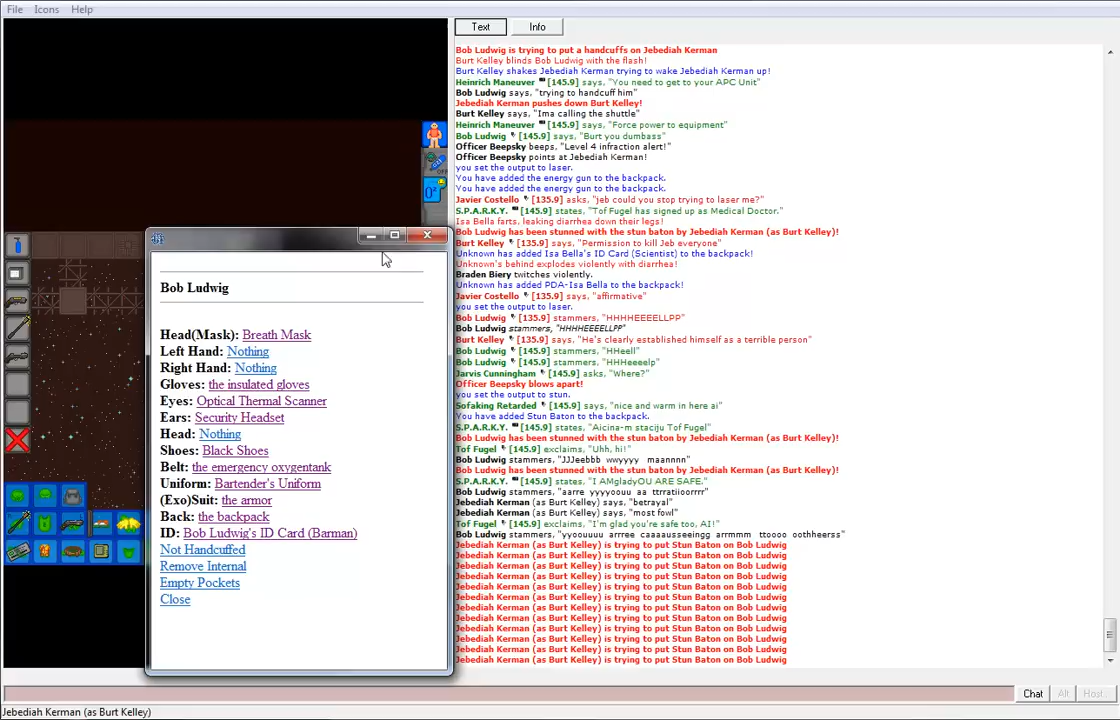 File Icons Help
Text Info
Bob Ludwig is trying to put a handcuffs on Jebediah Kerman
Burt Kelley blinds Bob Ludwig with the flash!
Burt Kelley shakes Jebediah Kerman trying to wake Jebediah Kerman up!
Heinrich Maneuver [145.9] says, "You need to get to your APC Unit"
Bob Ludwig says, "trying to handcuff him"
Jebediah Kerman pushes down Burt Kelley!
Burt Kelley says, "Ima calling the shuttle"
Heinrich Maneuver [145.9] says, "Force power to equipment"
Bob Ludwig [145.9] says, "Burt you dumbass"
Officer Beepsky beeps, "Level 4 infraction alert!"
Officer Beepsky points at Jebediah Kerman!
you set the output to laser.
You have added the energy gun to the backpack.
You have added the energy gun to the backpack.
Javier Costello [135.9] asks, "jeb could you stop trying to laser me?"
S.P.A.R.K.Y. [145.9] states, "Tof Fugel has signed up as Medical Doctor."
Isa Bella farts, leaking diarrhea down their legs!
Bob Ludwig has been stunned with the stun baton by Jebediah Kerman (as Burt Kelley)!
Burt Kelley [135.9] says, "Permission to kill Jeb everyone"
Unknown has added Isa Bella's ID Card (Scientist) to the backpack!
Unknown's behind explodes violently with diarrhea!
Braden Biery twitches violently.
Unknown has added PDA-Isa Bella to the backpack!
Javier Costello [135.9] says, "affirmative"
you set the output to laser.
Bob Ludwig [135.9] stammers, "HHHHEEEELLPP"
Bob Ludwig stammers, "HHHHEEEELLPP"
Burt Kelley [135.9] says, "He's clearly established himself as a terrible person"
Bob Ludwig [145.9] stammers, "HHeell"
Bob Ludwig [145.9] stammers, "HHHeeeelp"
Jarvis Cunningham [145.9] asks, "Where?"
Officer Beepsky blows apart!
you set the output to stun.
Sofaking Retarded [145.9] says, "nice and warm in here ai"
You have added Stun Baton to the backpack.
S.P.A.R.K.Y. [145.9] states, "Aicina-m staciju Tof Fugel"
Bob Ludwig has been stunned with the stun baton by Jebediah Kerman (as Burt Kelley)!
Tof Fugel [145.9] exclaims, "Uhh, hi!"
Bob Ludwig stammers, "JJJeebbb wwyyyy maannnn"
Bob Ludwig has been stunned with the stun baton by Jebediah Kerman (as Burt Kelley)!
S.P.A.R.K.Y. [145.9] states, "I AMgladyOU ARE SAFE."
Bob Ludwig stammers, "aarre yyyyoouu aa ttrratiioorrrr"
Jebediah Kerman (as Burt Kelley) says, "betrayal"
Jebediah Kerman (as Burt Kelley) says, "most fowl"
Tof Fugel [145.9] exclaims, "I'm glad you're safe too, AI!"
Bob Ludwig stammers, "yyoouuuu arrree caaaausseeingg arrmmm ttoooo ootheerss"
Jebediah Kerman (as Burt Kelley) is trying to put Stun Baton on Bob Ludwig
Jebediah Kerman (as Burt Kelley) is trying to put Stun Baton on Bob Ludwig
Jebediah Kerman (as Burt Kelley) is trying to put Stun Baton on Bob Ludwig
Jebediah Kerman (as Burt Kelley) is trying to put Stun Baton on Bob Ludwig
Jebediah Kerman (as Burt Kelley) is trying to put Stun Baton on Bob Ludwig
Jebediah Kerman (as Burt Kelley) is trying to put Stun Baton on Bob Ludwig
Jebediah Kerman (as Burt Kelley) is trying to put Stun Baton on Bob Ludwig
Jebediah Kerman (as Burt Kelley) is trying to put Stun Baton on Bob Ludwig
Jebediah Kerman (as Burt Kelley) is trying to put Stun Baton on Bob Ludwig
Jebediah Kerman (as Burt Kelley) is trying to put Stun Baton on Bob Ludwig
Jebediah Kerman (as Burt Kelley) is trying to put Stun Baton on Bob Ludwig
Jebediah Kerman (as Burt Kelley) is trying to put Stun Baton on Bob Ludwig
Bob Ludwig
Head(Mask): Breath Mask
Left Hand: Nothing
Right Hand: Nothing
Gloves: the insulated gloves
Eyes: Optical Thermal Scanner
Ears: Security Headset
Head: Nothing
Shoes: Black Shoes
Belt: the emergency oxygentank
Uniform: Bartender's Uniform
(Exo)Suit: the armor
Back: the backpack
ID: Bob Ludwig's ID Card (Barman)
Not Handcuffed
Remove Internal
Empty Pockets
Close
Chat Alt Host
Jebediah Kerman (as Burt Kelley)